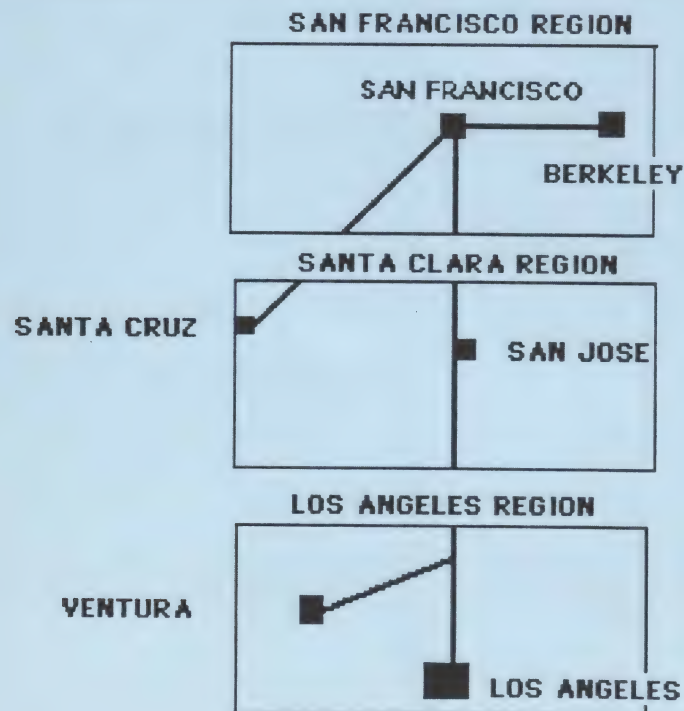 SAN FRANCISCO REGION
SAN FRANCISCO
BERKELEY
SANTA CLARA REGION
SANTA CRUZ
SAN JOSE
LOS ANGELES REGION
VENTURA
LOS ANGELES